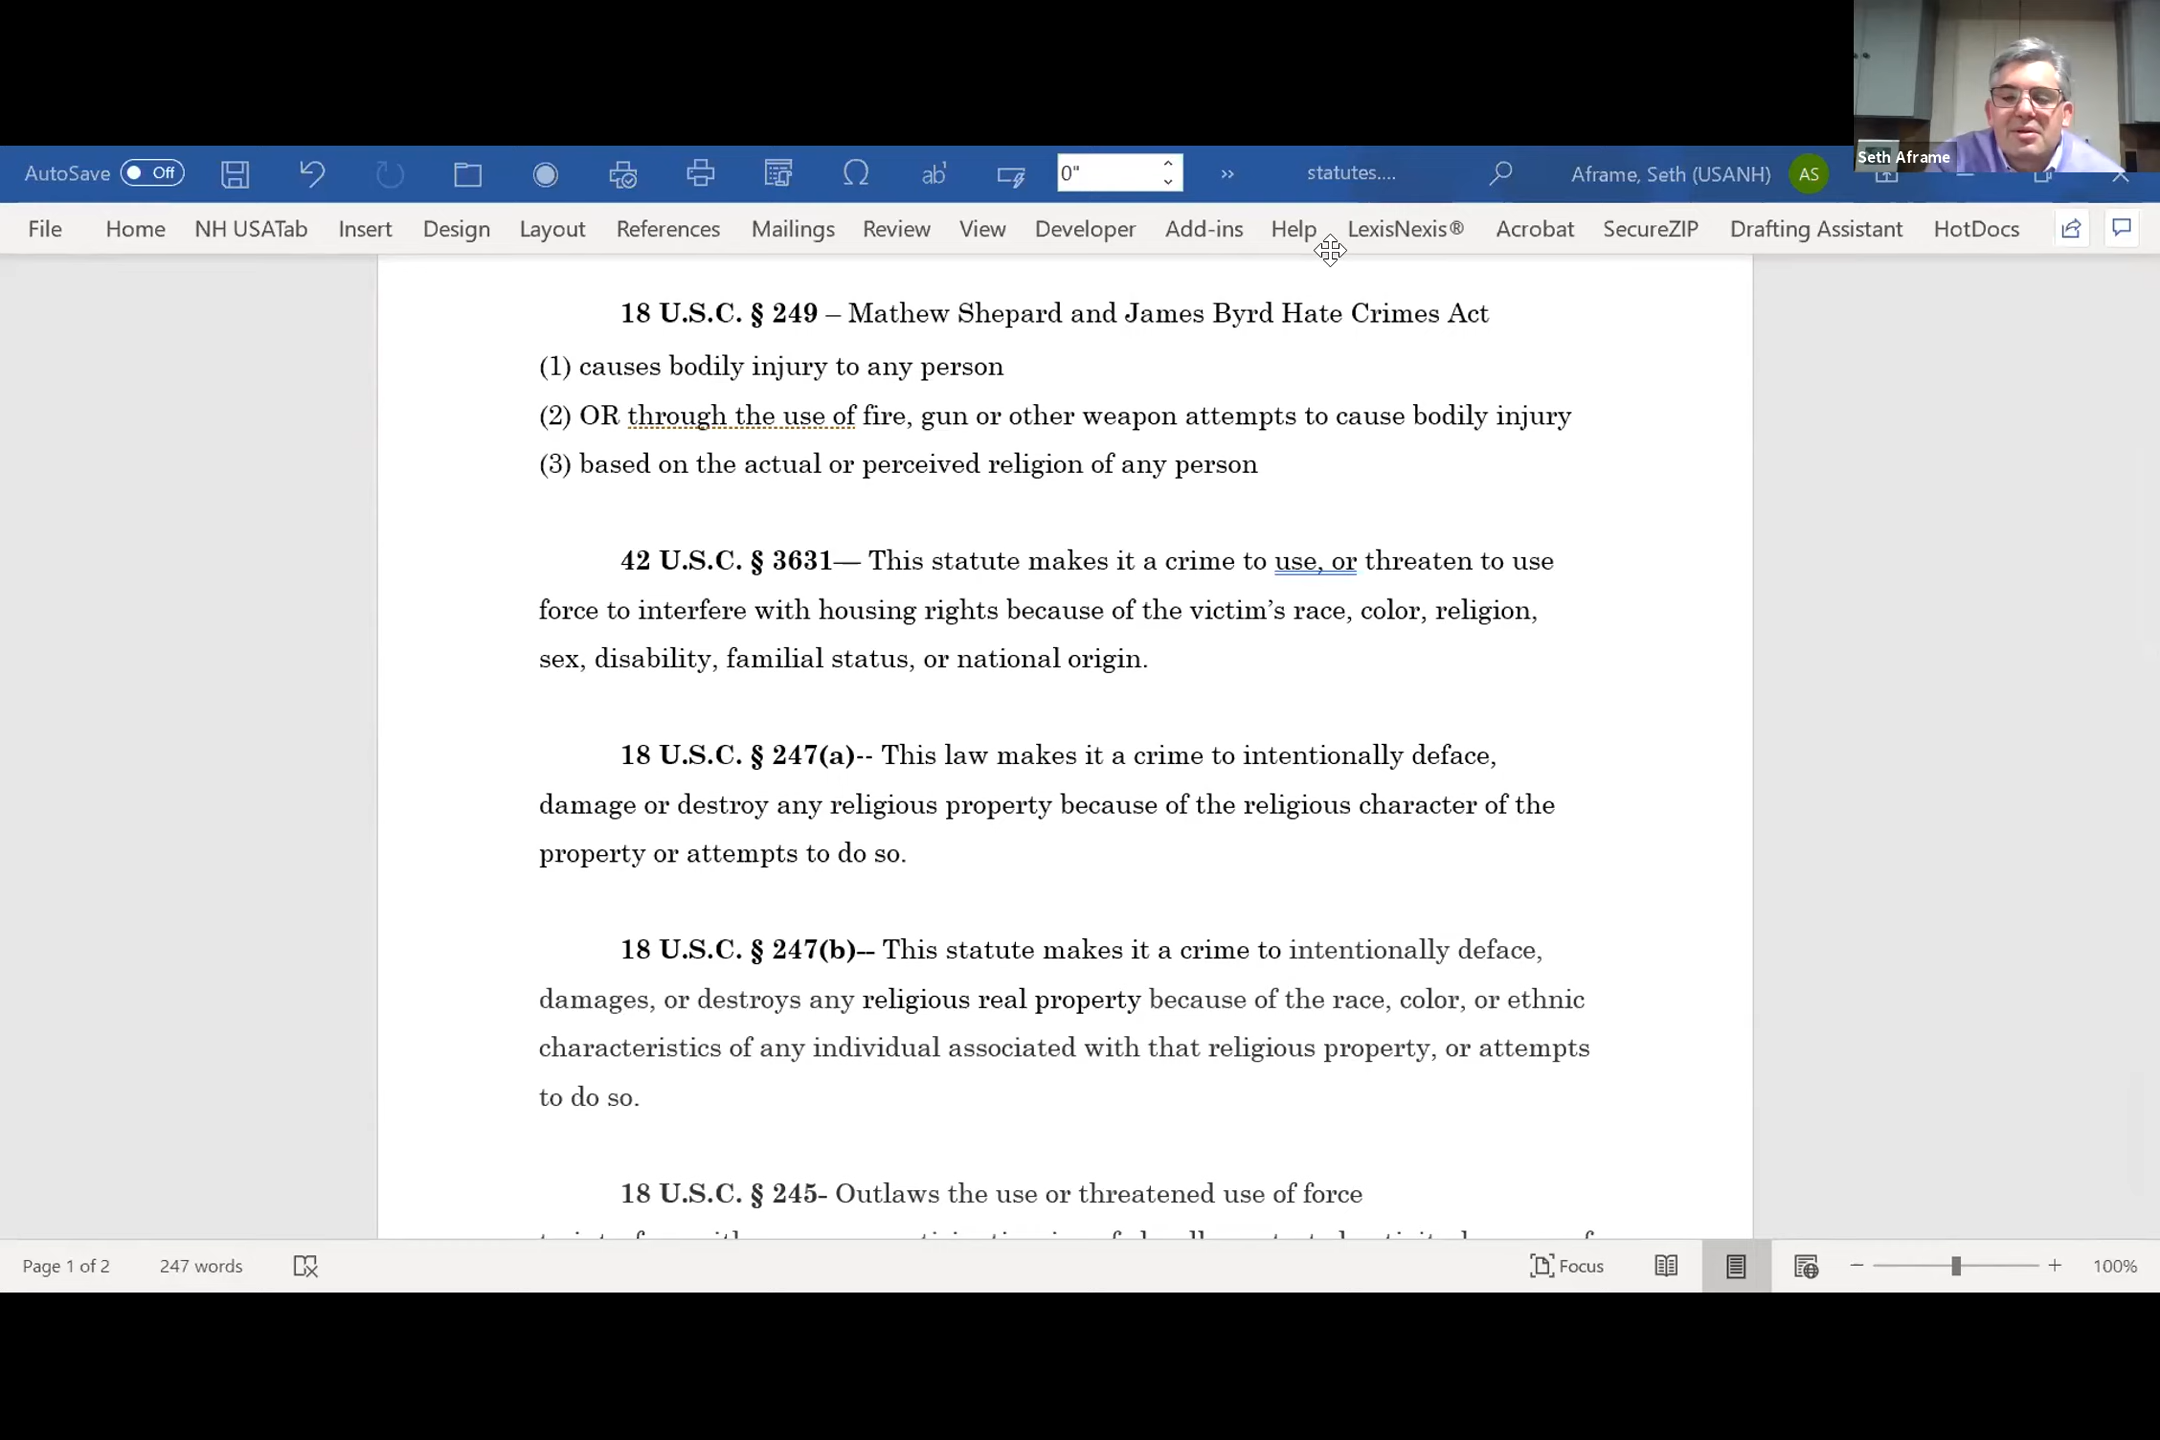 Seth Aframe
AutoSave Off ab 0" statutes.... Aframe, Seth (USANH) AS
File Home NH USATab Insert Design Layout References Mailings Review View Developer Add-ins Help LexisNexis® Acrobat SecureZIP Drafting Assistant HotDocs
18 U.S.C. § 249 – Mathew Shepard and James Byrd Hate Crimes Act
(1) causes bodily injury to any person
(2) OR through the use of fire, gun or other weapon attempts to cause bodily injury
(3) based on the actual or perceived religion of any person
42 U.S.C. § 3631— This statute makes it a crime to use, or threaten to use
force to interfere with housing rights because of the victim’s race, color, religion,
sex, disability, familial status, or national origin.
18 U.S.C. § 247(a)-- This law makes it a crime to intentionally deface,
damage or destroy any religious property because of the religious character of the
property or attempts to do so.
18 U.S.C. § 247(b)-- This statute makes it a crime to intentionally deface,
damages, or destroys any religious real property because of the race, color, or ethnic
characteristics of any individual associated with that religious property, or attempts
to do so.
18 U.S.C. § 245- Outlaws the use or threatened use of force
Page 1 of 2 247 words Focus 100%